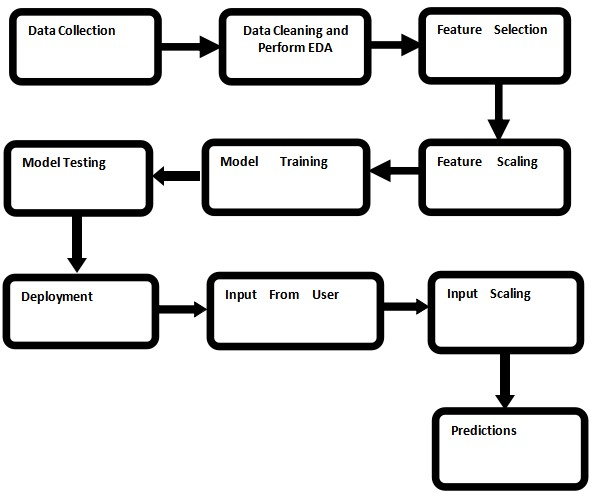 Data Collection
Data Cleaning and
Perform EDA
Feature Selection
Feature Scaling
Model Training
Model Testing
Deployment
Input From User
Input Scaling
Predictions